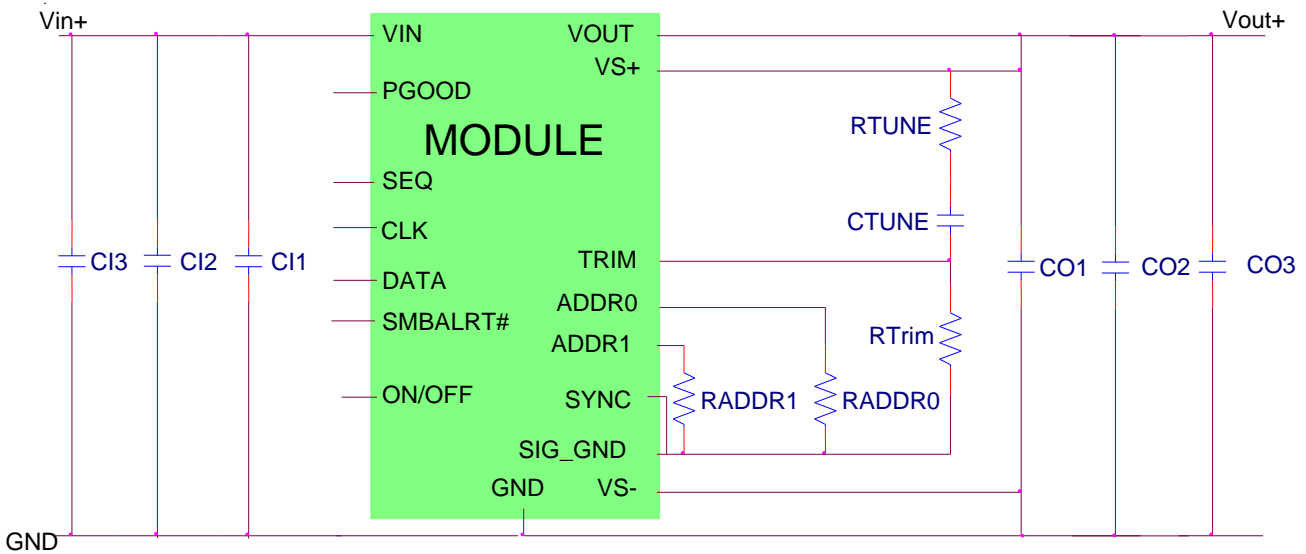 Vin+
Vout+
VIN
VOUT
VS+
PGOOD
RTUNE
MODULE
SEQ
CTUNE
CLK
CI3
CI2
CI1
TRIM
CO1
CO2
CO3
DATA
ADDR0
SMBALRT#
RTrim
ADDR1
ON/OFF
SYNC
RADDR1
RADDR0
SIG_GND
GND
VS-
GND